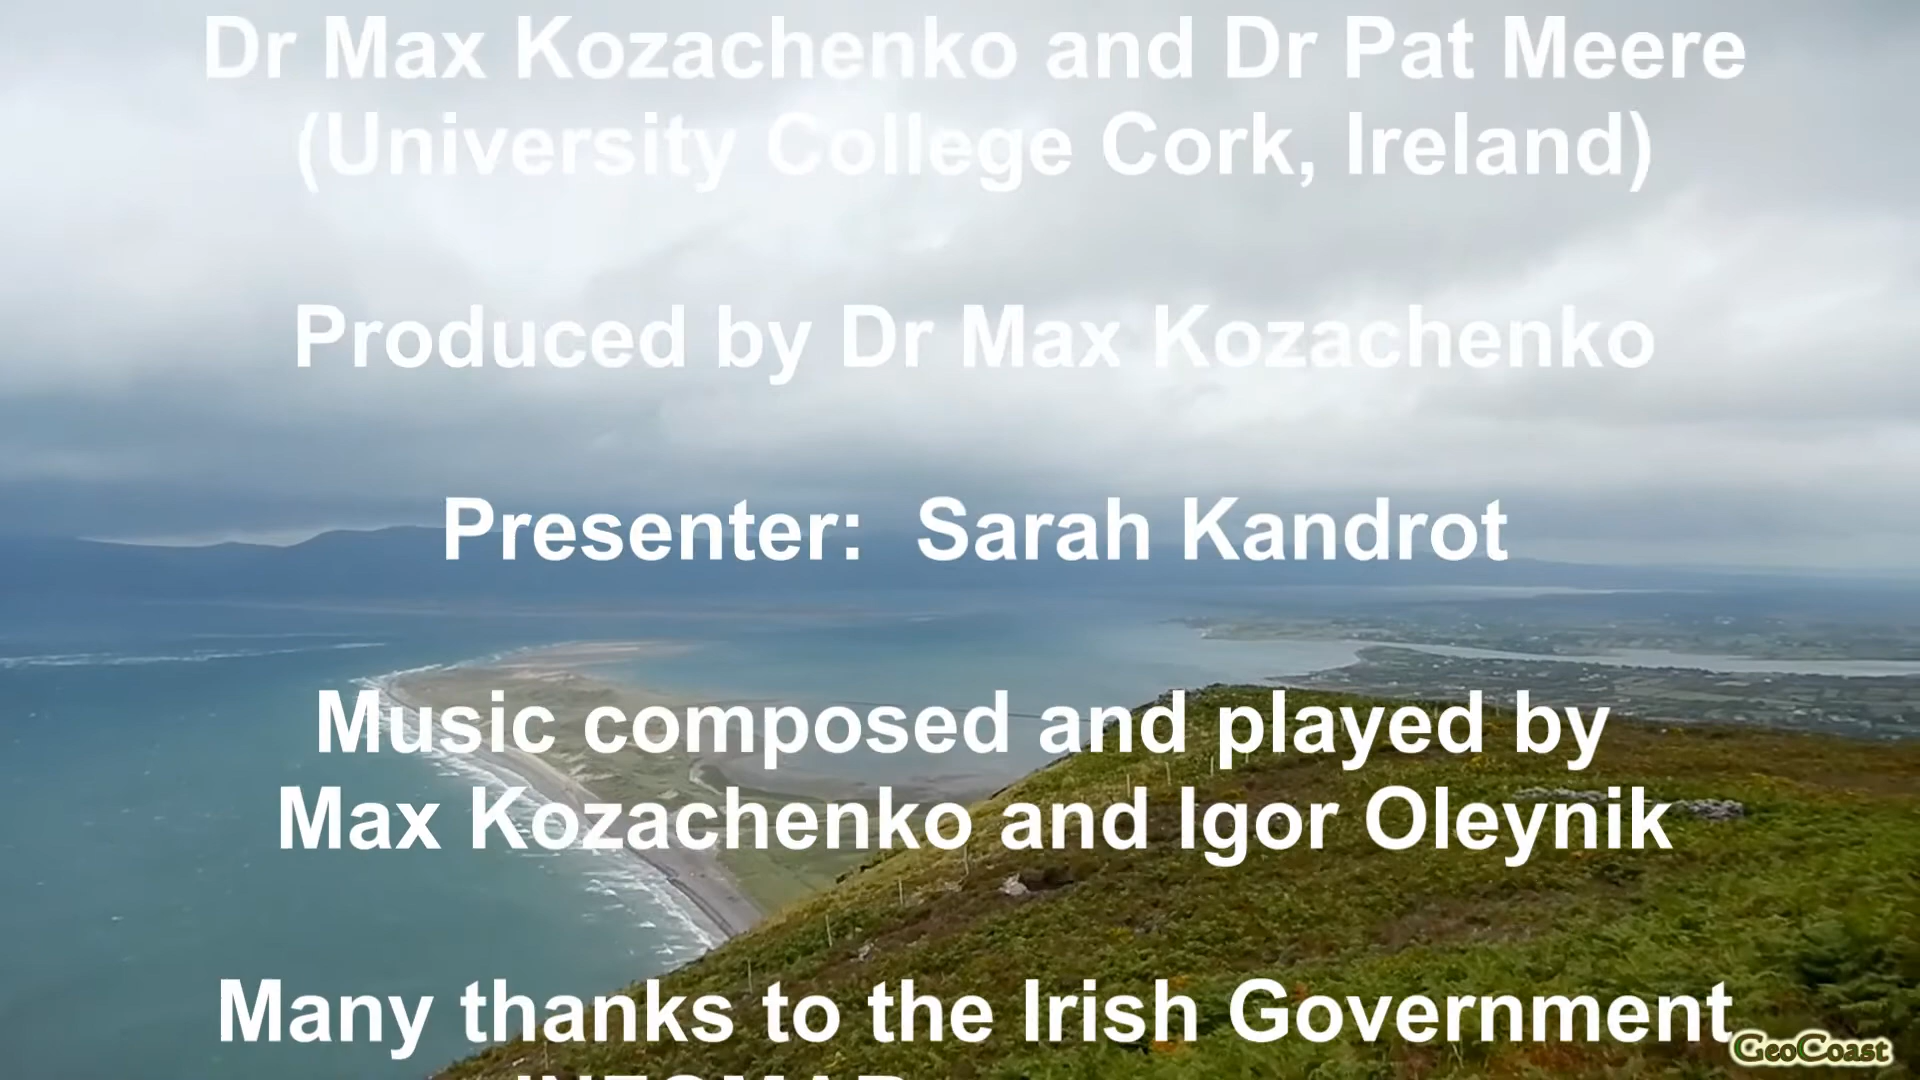 Dr Max Kozachenko and Dr Pat Meere
(University College Cork, Ireland)
Produced by Dr Max Kozachenko
Presenter: Sarah Kandrot
Music composed and played by
Max Kozachenko and Igor Oleynik
Many thanks to the Irish Government
GeoCoast